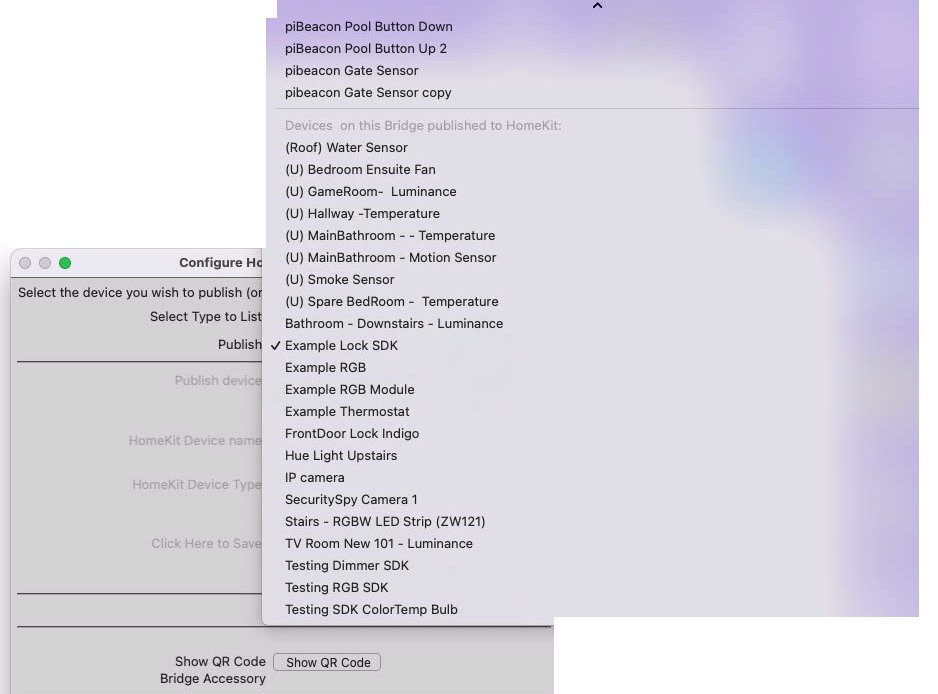 piBeacon Pool Button Down
piBeacon Pool Button Up 2
pibeacon Gate Sensor
pibeacon Gate Sensor copy
Devices  on this Bridge published to HomeKit:
(Roof) Water Sensor
(U) Bedroom Ensuite Fan
(U) GameRoom-  Luminance
(U) Hallway -Temperature
(U) MainBathroom - - Temperature
(U) MainBathroom - Motion Sensor
(U) Smoke Sensor
(U) Spare BedRoom -  Temperature
Bathroom - Downstairs - Luminance
✓ Example Lock SDK
Example RGB
Example RGB Module
Example Thermostat
FrontDoor Lock Indigo
Hue Light Upstairs
IP camera
SecuritySpy Camera 1
Stairs - RGBW LED Strip (ZW121)
TV Room New 101 - Luminance
Testing Dimmer SDK
Testing RGB SDK
Testing SDK ColorTemp Bulb
Configure Ho
Select the device you wish to publish (or
Select Type to List
Publish
Publish device
HomeKit Device name
HomeKit Device Type
Click Here to Save
Show QR Code Show QR Code
Bridge Accessory